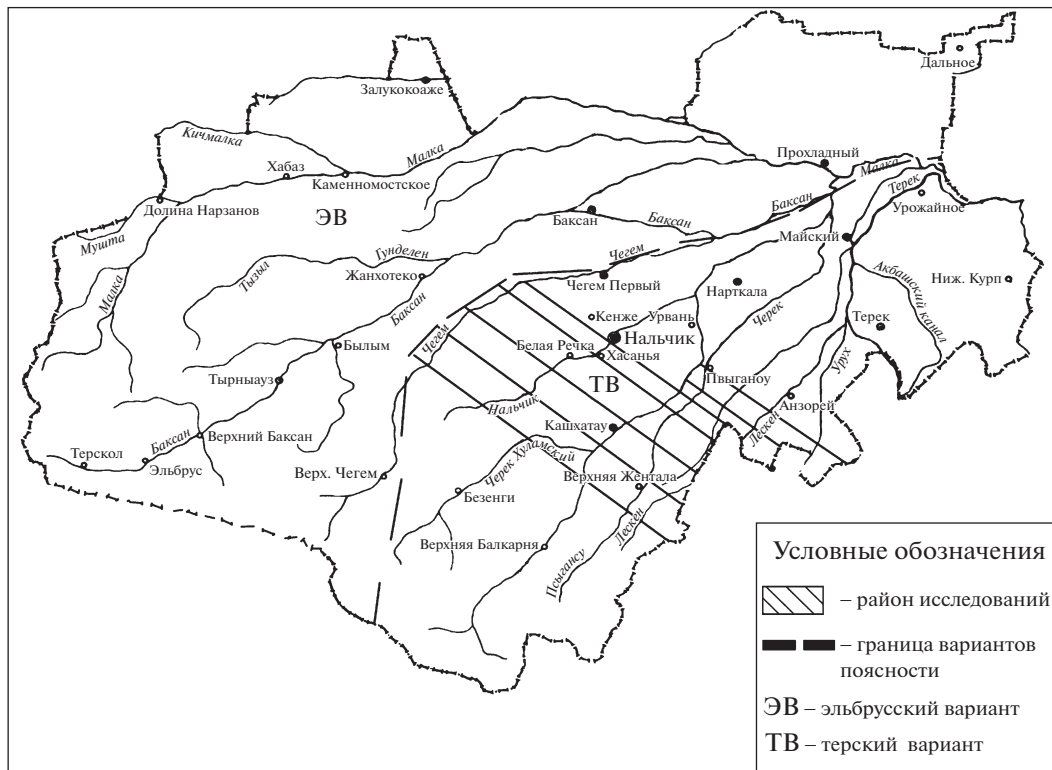 Дальное
Залукокоаже
Кичмалка
Малка
Прохладный
Хабаз
Каменномостское
Малка
Терек
Долина Нарзанов
ЭВ
Баксан
Баксан
Баксан
Урожайное
Мушта
Гунделен
Чегем
Майский
Тызыл
Жанхотеко
Чегем Первый
Нарткала
Акбашский канал
Ниж. Курп
Малка
Баксан
Черек
Кенже
Урвань
Терек
Чегем
Нальчик
Былым
Белая Речка
Хасанья
Урух
Тырныауз
ТВ
Пвыганоу
Нальчик
Анзорей
Кашхатау
Лескен
Баксан
Верхний Баксан
Терскол
Эльбрус
Верх. Чегем
Черек Хуламский
Верхняя Жентала
Безенги
Лескен
Верхняя Балкарня
Псыгансу
Условные обозначения
– район исследований
– граница вариантов
поясности
ЭВ – эльбрусский вариант
ТВ – терский вариант